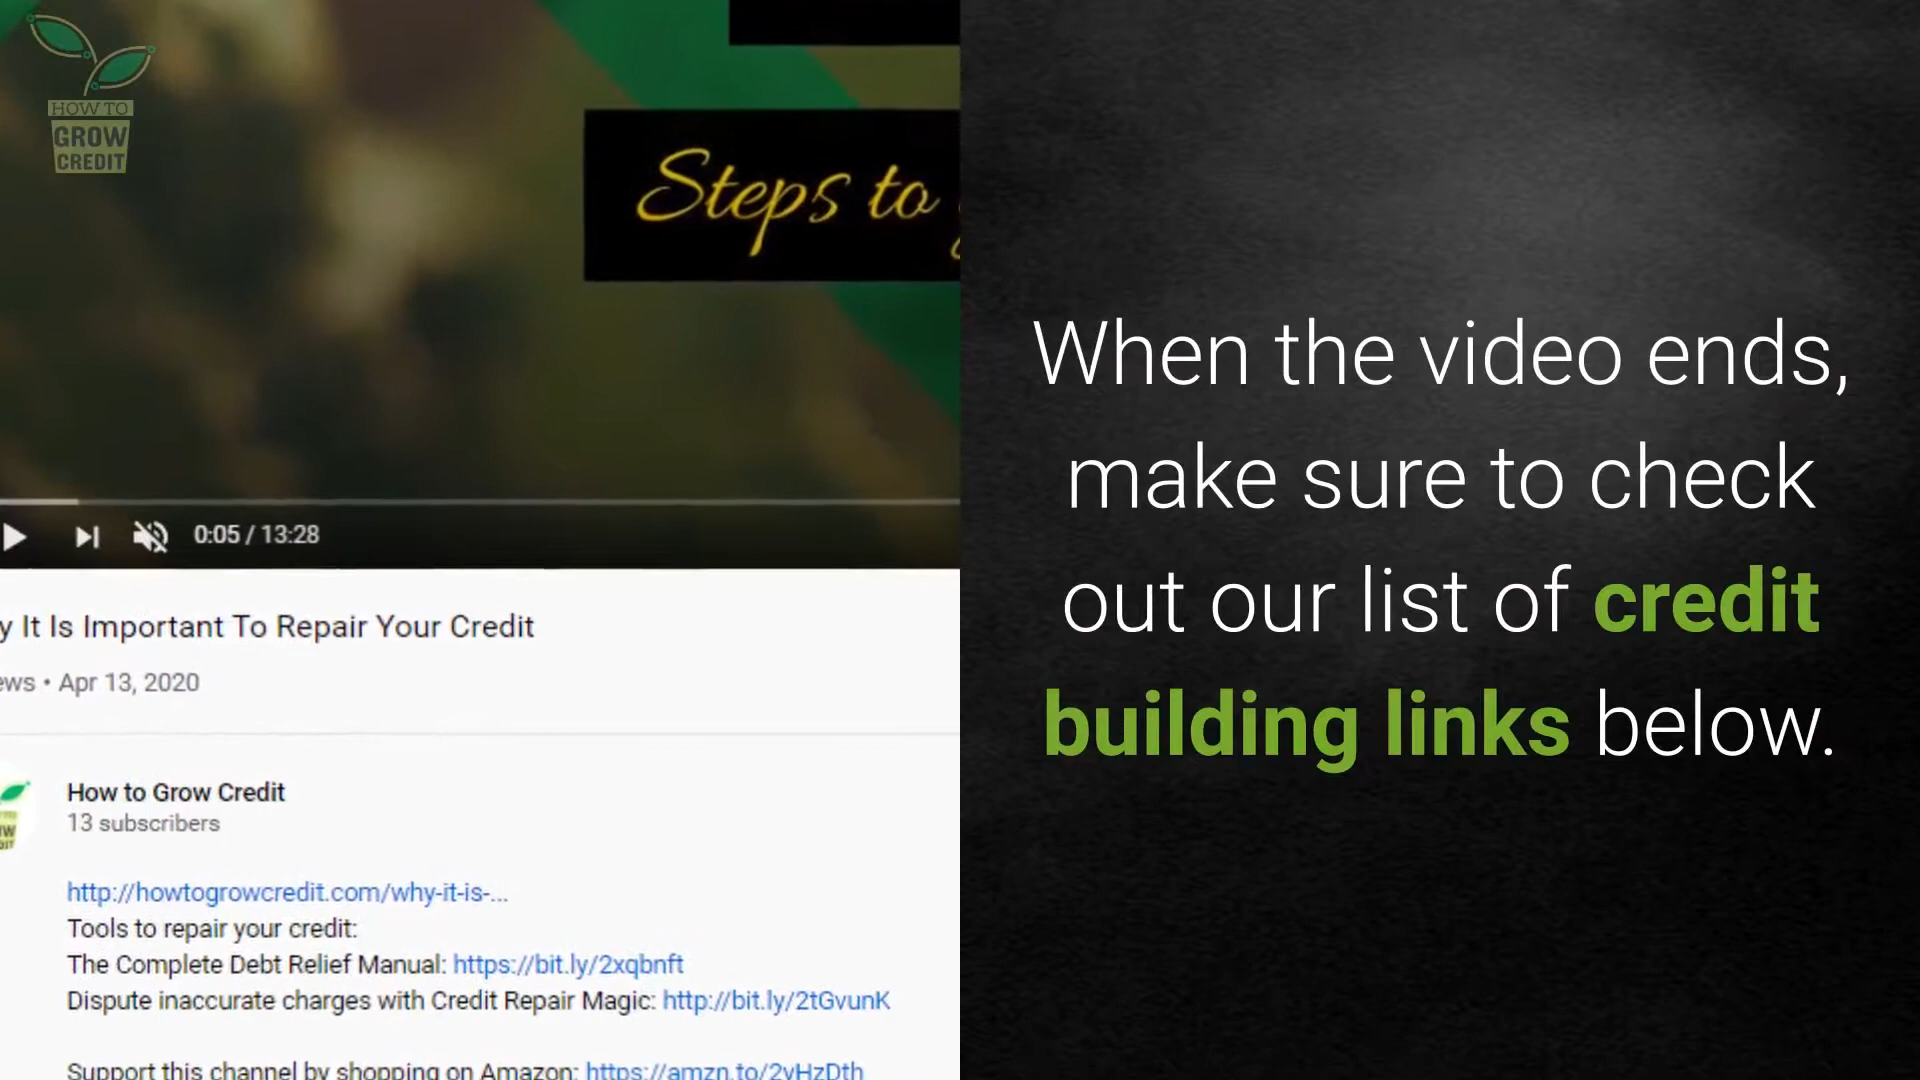 HOW TO
GROW
CREDIT
Steps to
0:05 / 13:28
y It Is Important To Repair Your Credit
ews • Apr 13, 2020
How to Grow Credit
13 subscribers
http://howtogrowcredit.com/why-it-is-...
Tools to repair your credit:
The Complete Debt Relief Manual: https://bit.ly/2xqbnft
Dispute inaccurate charges with Credit Repair Magic: http://bit.ly/2tGvunK
Support this channel by shopping on Amazon: https://amzn.to/2vHzDth
When the video ends,
make sure to check
out our list of credit
building links below.